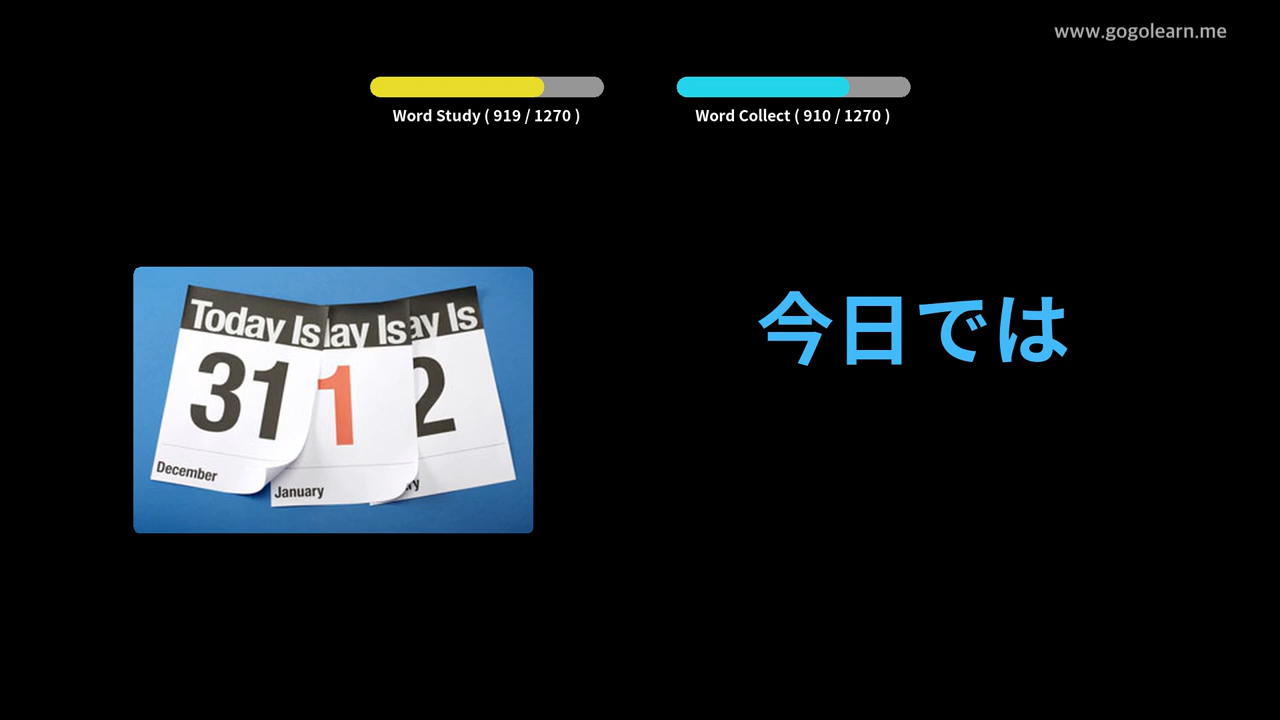 www.gogolearn.me
Word Study ( 919 / 1270 )
Word Collect ( 910 / 1270 )
今日では
Today Is
ay Is
ay Is
31
1
2
December
January
ry